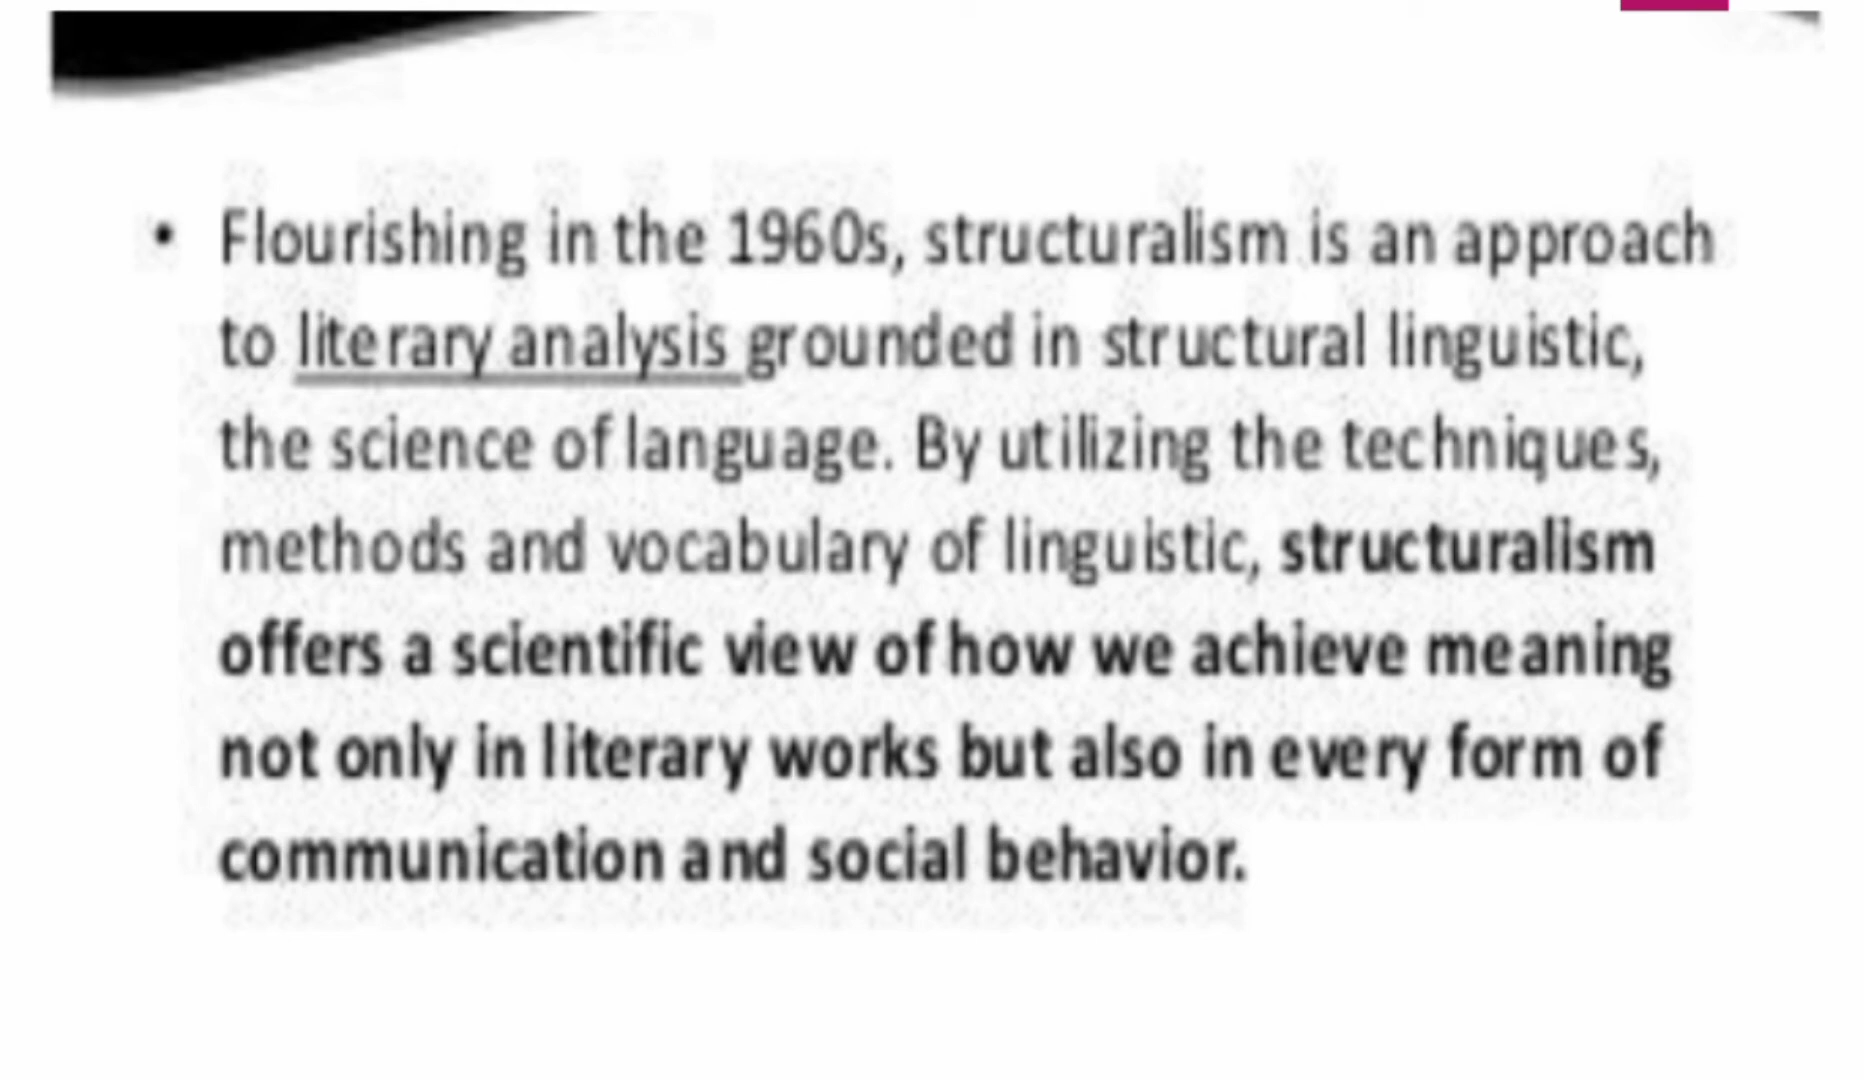 • Flourishing in the 1960s, structuralism is an approach
to literary analysis grounded in structural linguistic,
the science of language. By utilizing the techniques,
methods and vocabulary of linguistic, structuralism
offers a scientific view of how we achieve meaning
not only in literary works but also in every form of
communication and social behavior.